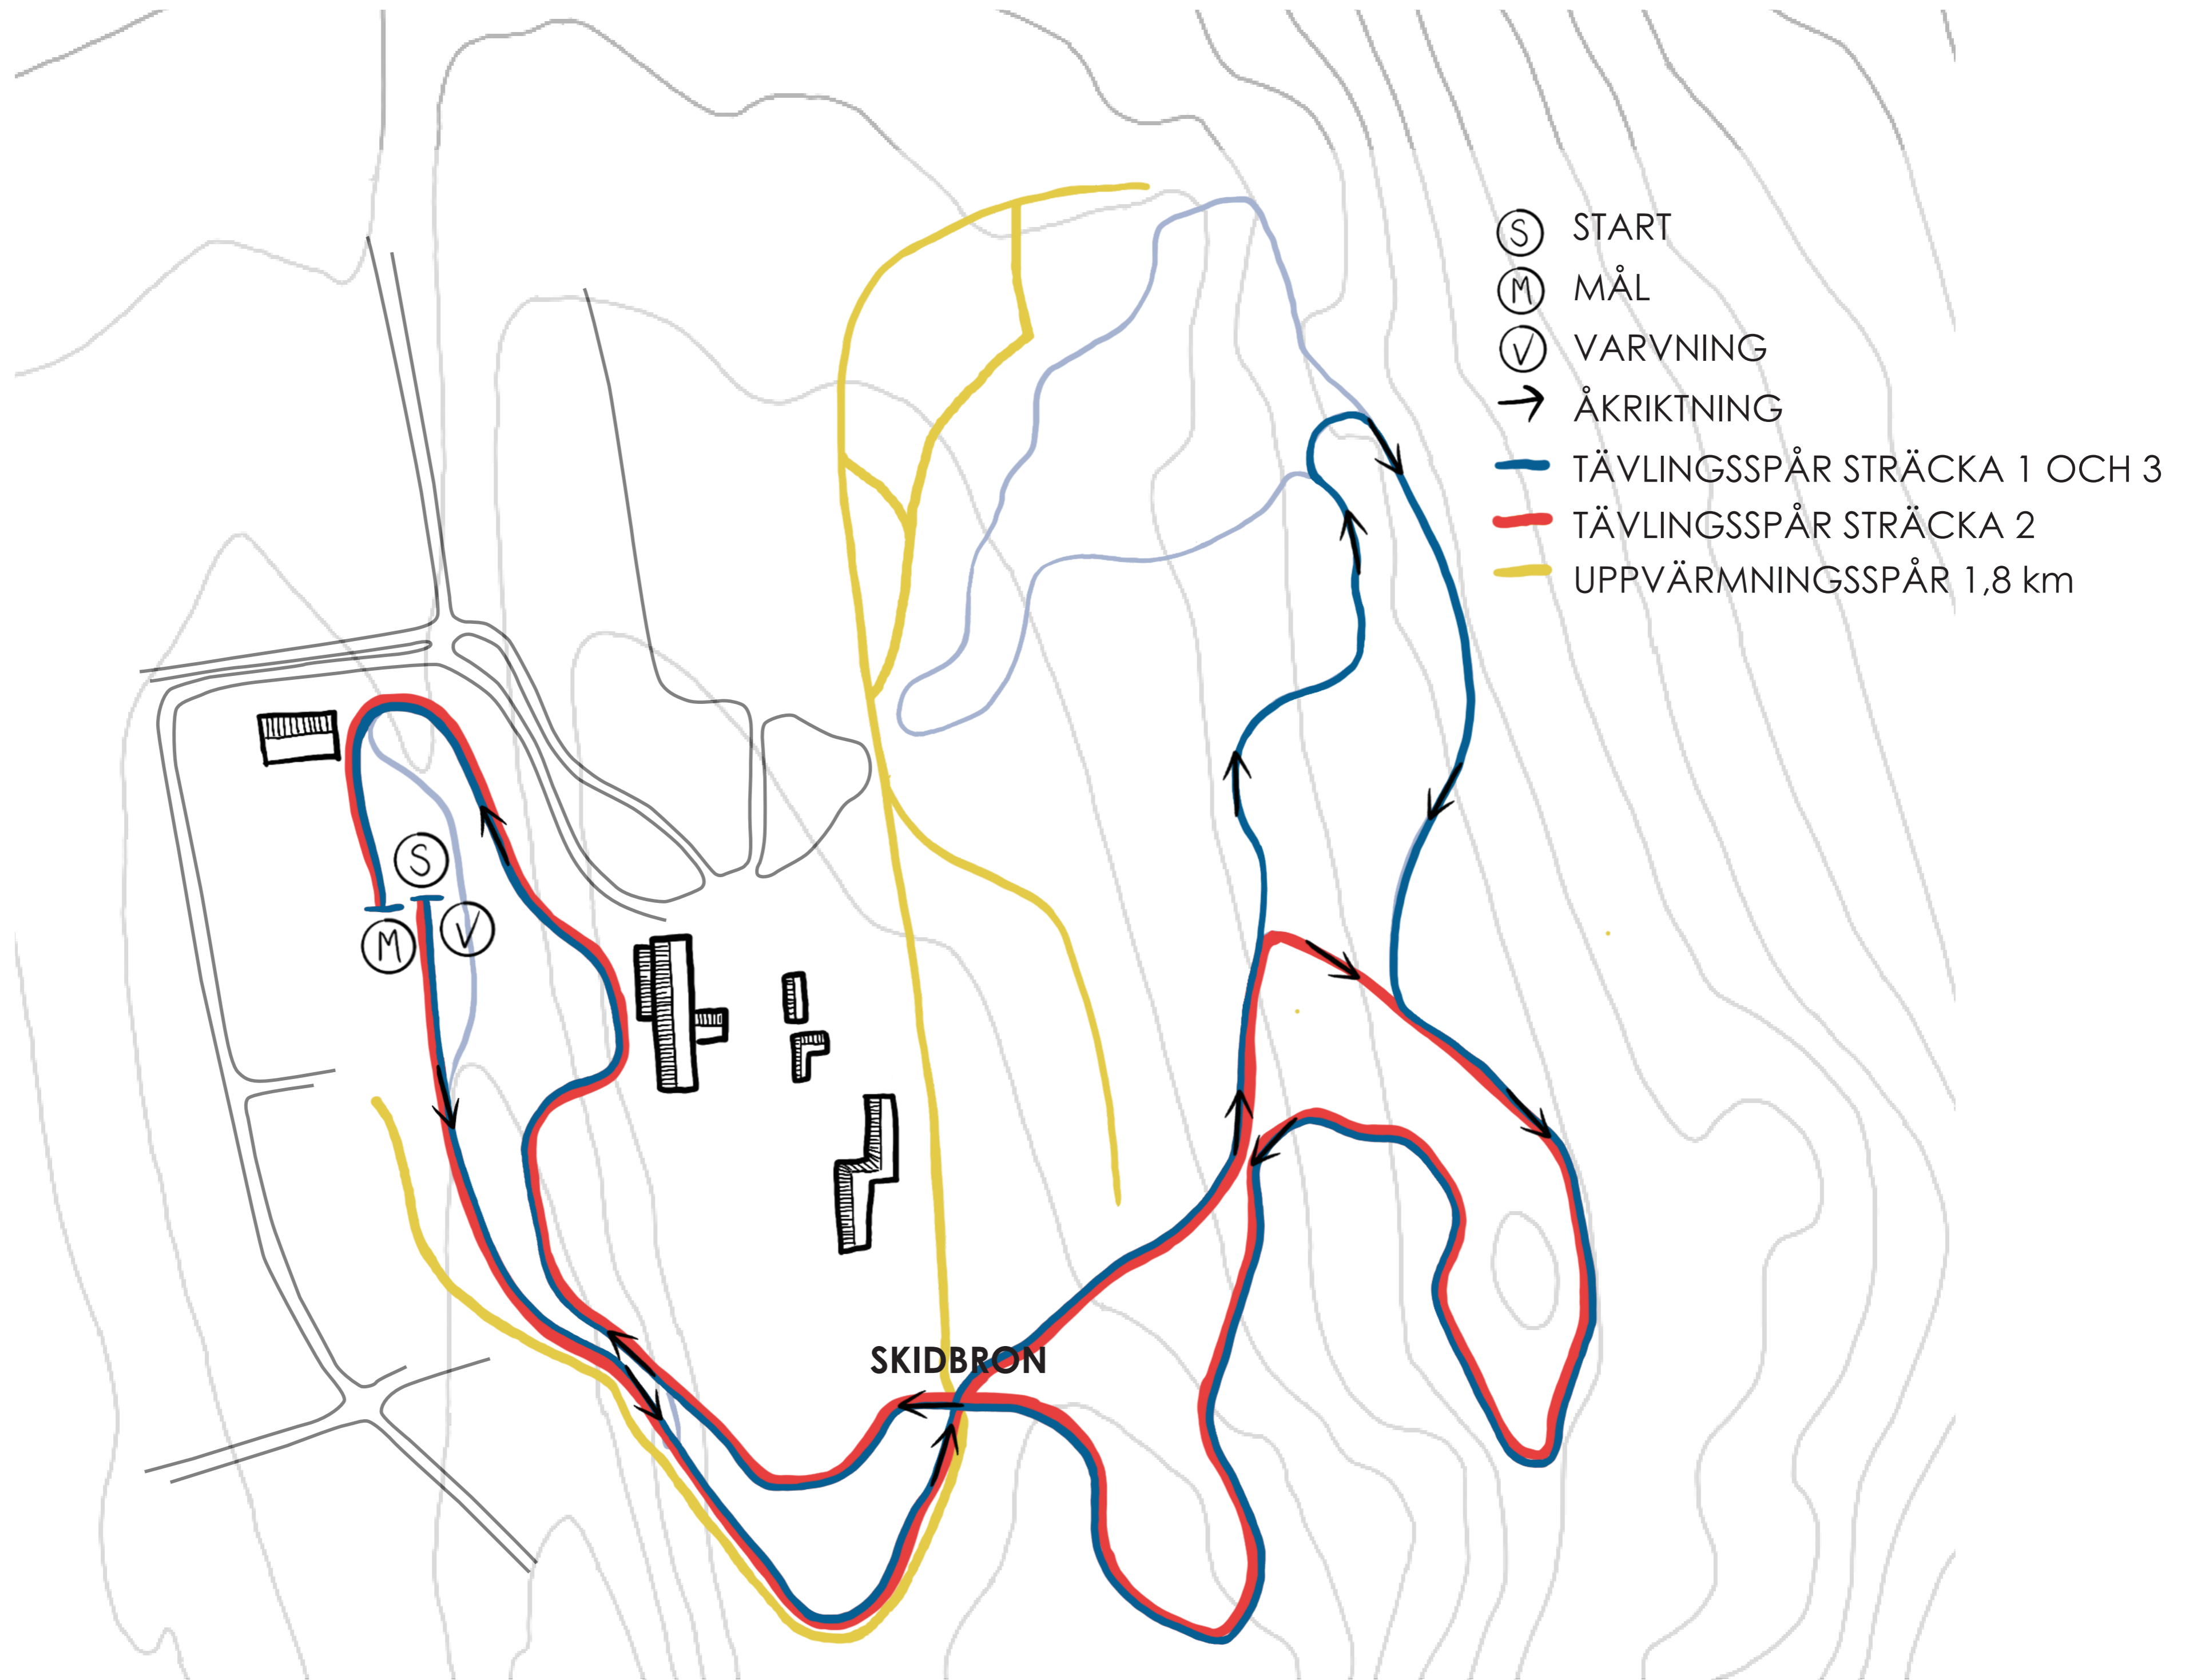 S START
M MÅL
V VARVNING
ÅKRIKTNING
TÄVLINGSSPÅR STRÄCKA 1 OCH 3
TÄVLINGSSPÅR STRÄCKA 2
UPPVÄRMNINGSSPÅR 1,8 km
S
M
V
SKIDBRON